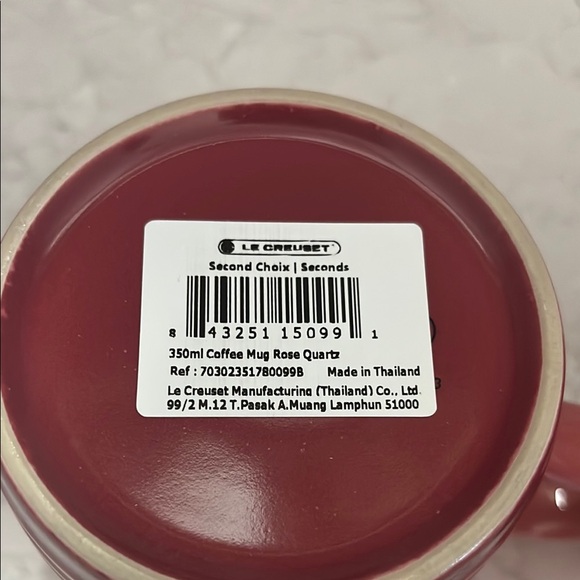 LE CREUSET
Second Choix | Seconds
8 43251 15099 1
350ml Coffee Mug Rose Quartz
Ref : 70302351780099B Made in Thailand
Le Creuset Manufacturing (Thailand) Co., Ltd
99/2 M.12 T.Pasak A.Muang Lamphun 51000